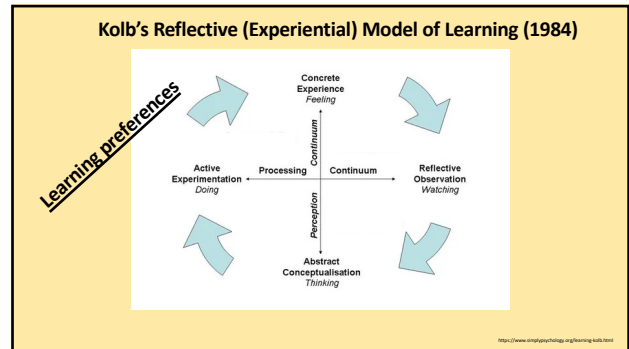 Kolb's Reflective (Experiential) Model of Learning (1984)
Learning preferences
Concrete
Experience
Feeling
Continuum
Active
Experimentation
Doing
Processing
Continuum
Reflective
Observation
Watching
Perception
Abstract
Conceptualisation
Thinking
https://www.simplypsychology.org/learning-kolb.html